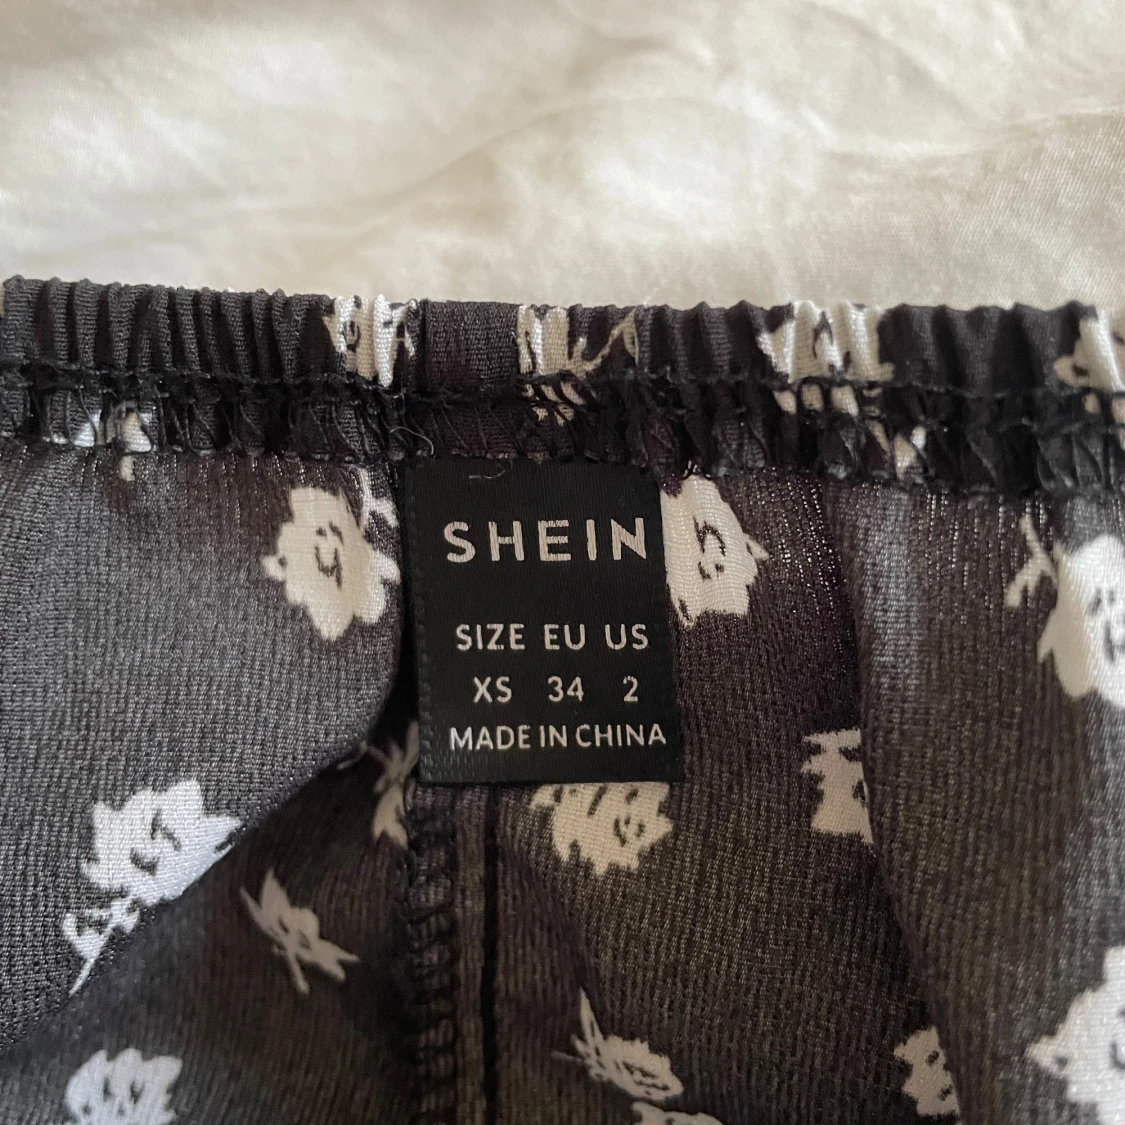 SHEIN
SIZE EU US
XS 34 2
MADE IN CHINA